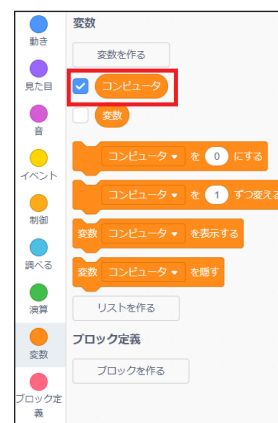 変数
動き
変数を作る
見た目
コンピュータ
変数
音
コンピュータ を 0 にする
イベント
コンピュータ を 1 ずつ変える
制御
変数 コンピュータ を表示する
調べる
変数 コンピュータ を隠す
演算
リストを作る
変数
ブロック定義
ブロックを作る
ブロック定
義